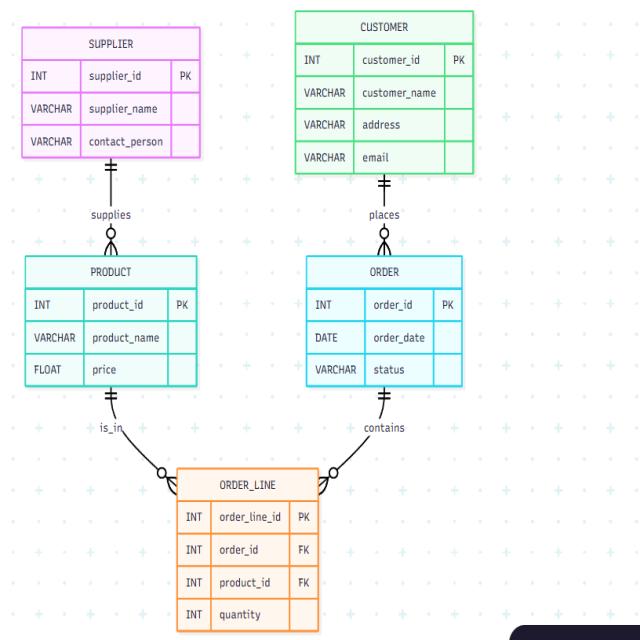 SUPPLIER
INT supplier_id PK
VARCHAR supplier_name
VARCHAR contact_person
CUSTOMER
INT customer_id PK
VARCHAR customer_name
VARCHAR address
VARCHAR email
supplies
places
PRODUCT
INT product_id PK
VARCHAR product_name
FLOAT price
ORDER
INT order_id PK
DATE order_date
VARCHAR status
is_in
contains
ORDER_LINE
INT order_line_id PK
INT order_id FK
INT product_id FK
INT quantity